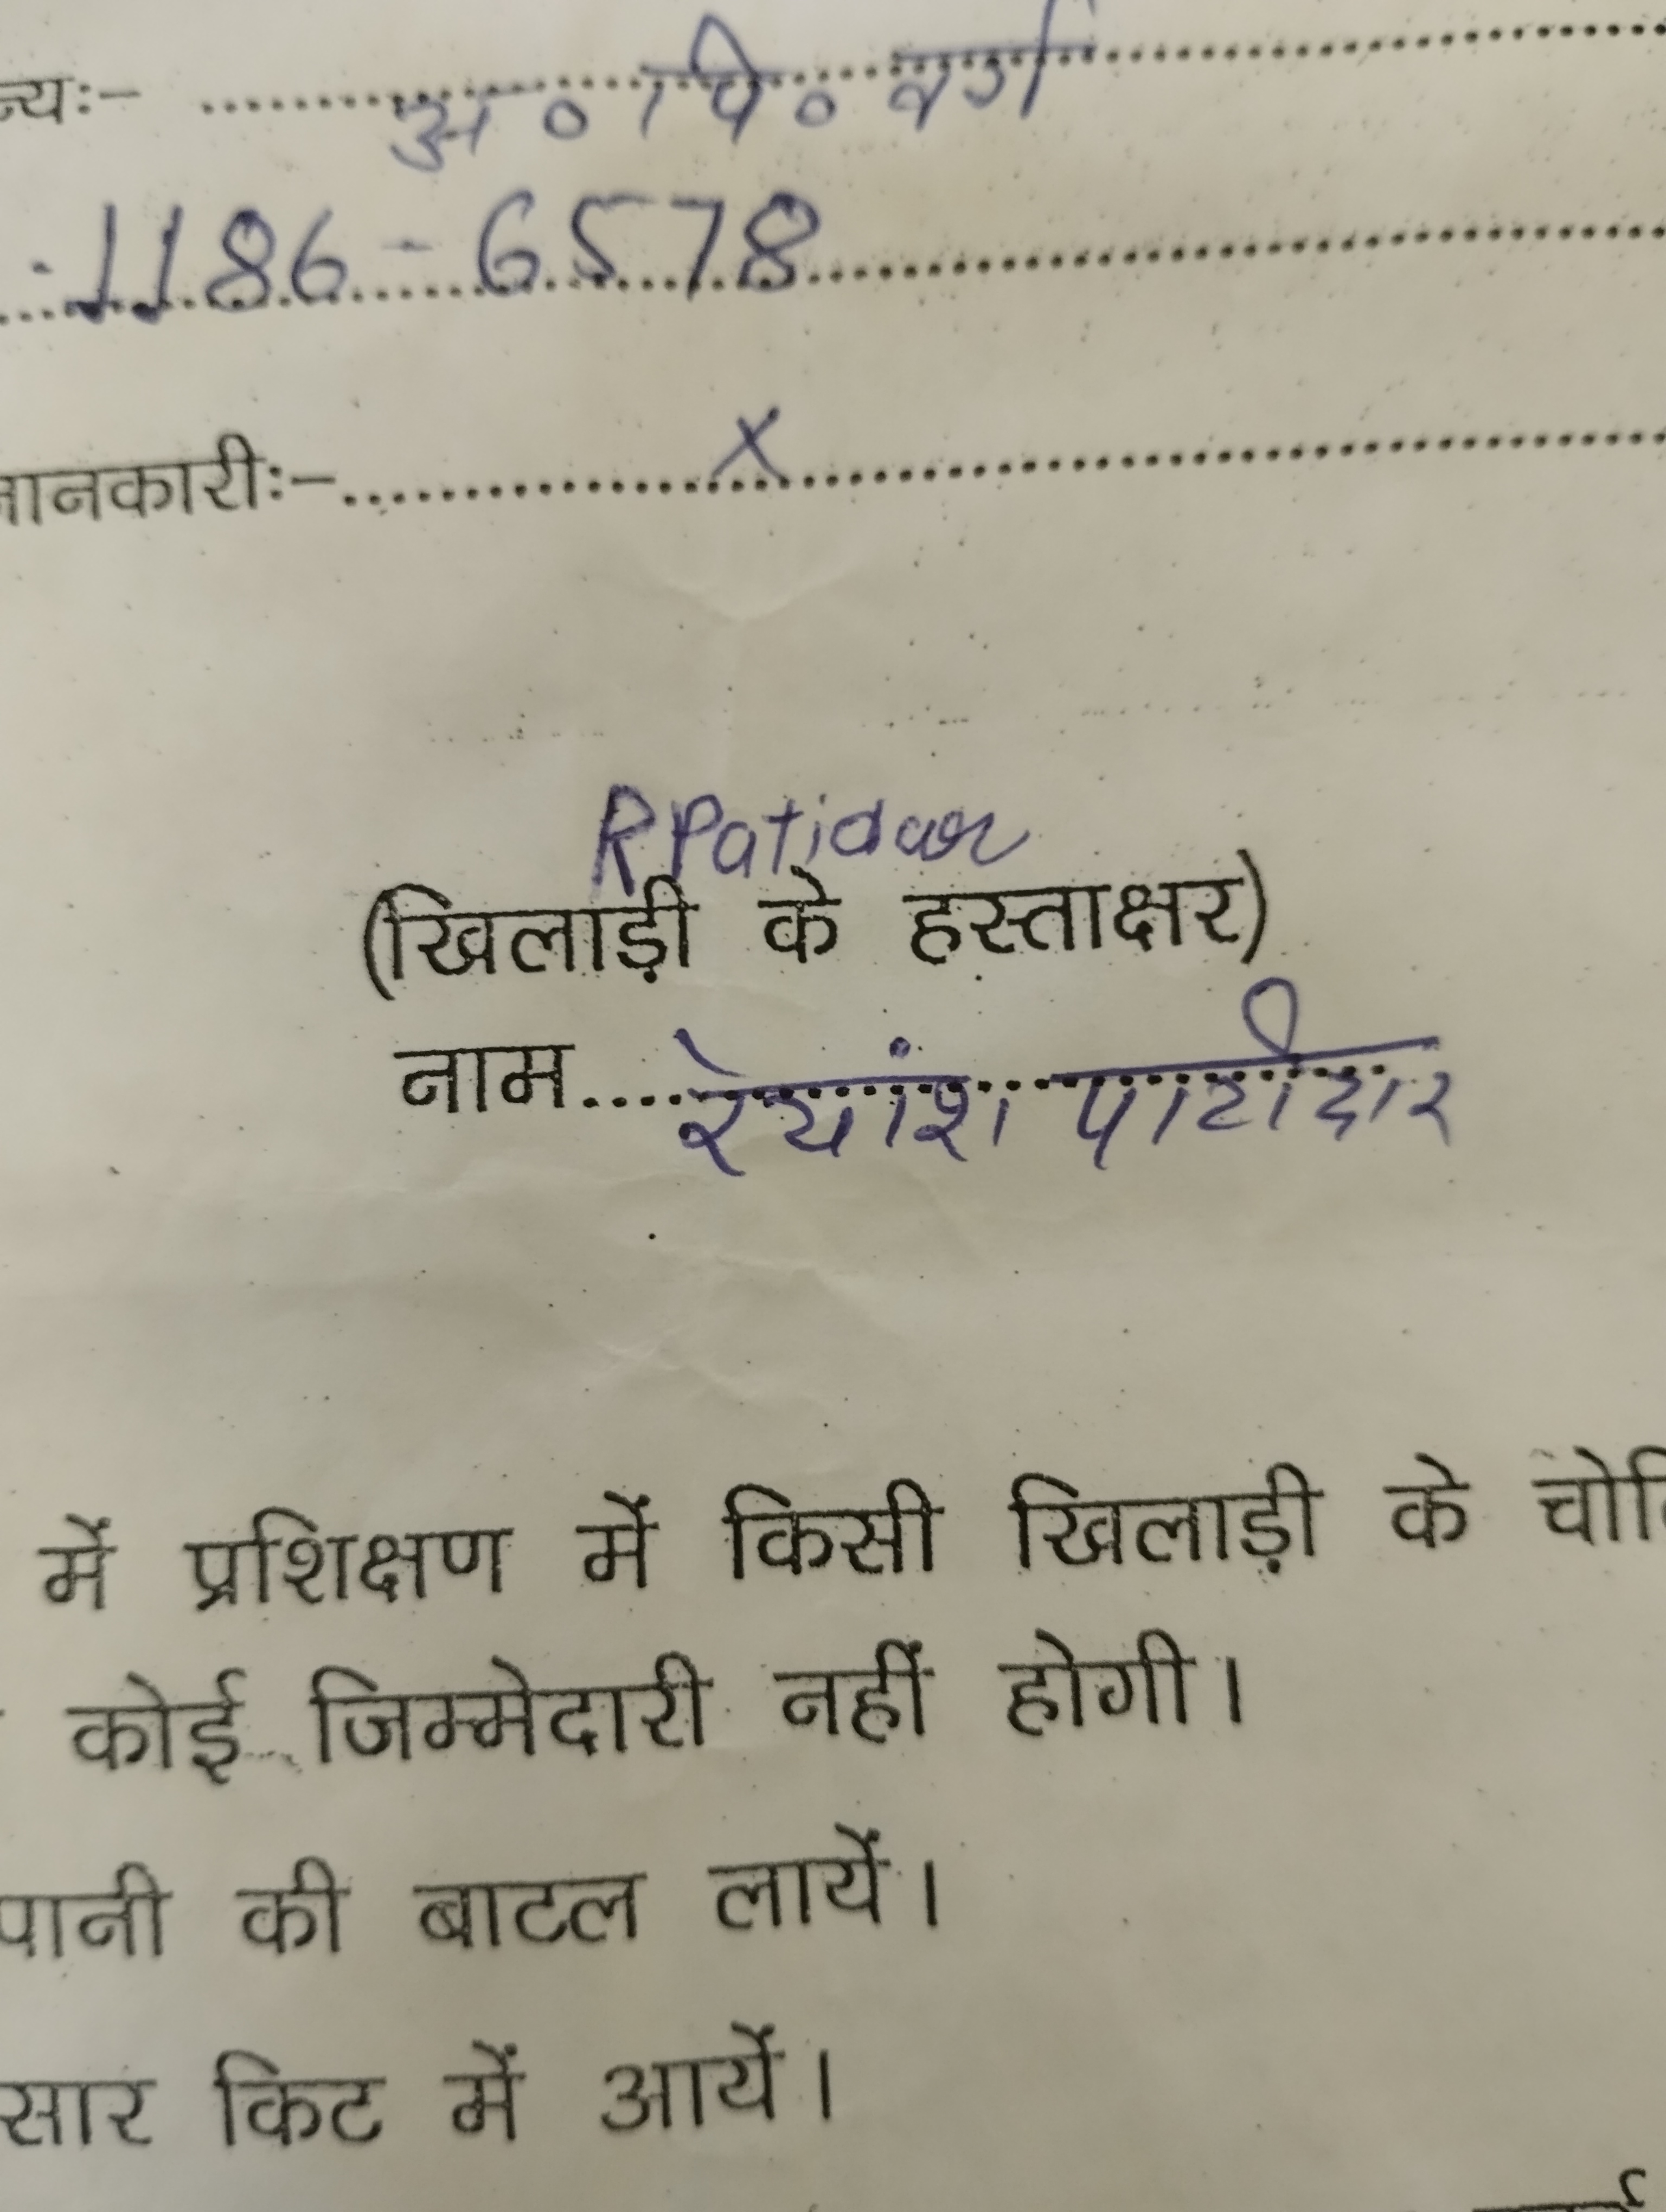 न्यः- अ० पि० वर्ग
.1186-6578
जानकारीः- X
RPatidar
(खिलाड़ी के हस्ताक्षर)
नाम....रेयांश पाटीदार
में प्रशिक्षण में किसी खिलाड़ी के
कोई जिम्मेदारी नहीं होगी।
पानी की बाटल लायें।
सार किट में आयें।